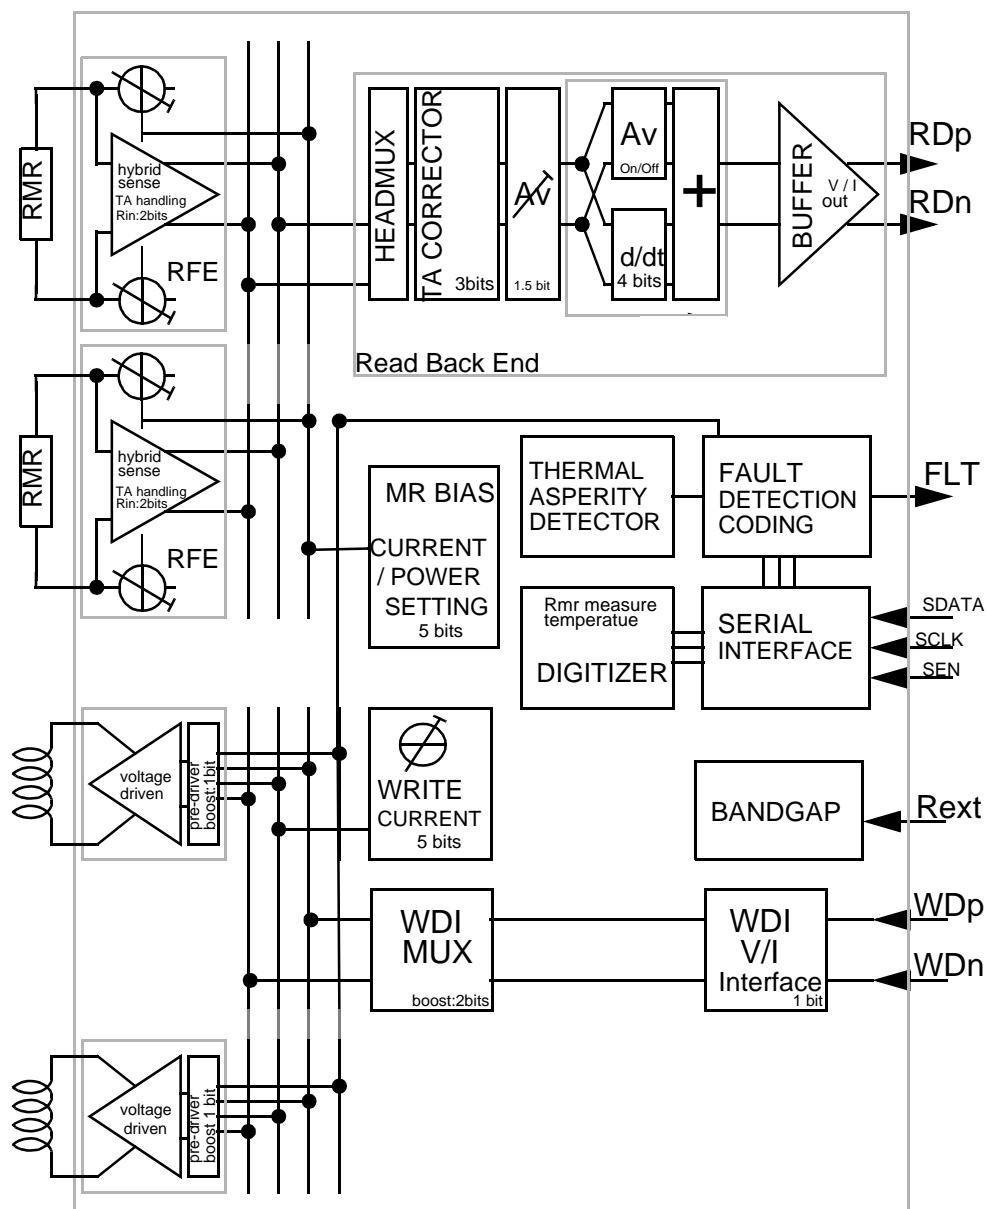 RMR
hybrid
sense
TA handling
Rin:2bits
RFE
HEADMUX
TA CORRECTOR
3bits
Av
1.5 bit
Av
On/Off
d/dt
4 bits
+
BUFFER
V / I
out
RDp
RDn
Read Back End
RMR
hybrid
sense
TA handling
Rin:2bits
RFE
MR BIAS
CURRENT
/ POWER
SETTING
5 bits
THERMAL
ASPERITY
DETECTOR
FAULT
DETECTION
CODING
FLT
Rmr measure
temperatue
DIGITIZER
SERIAL
INTERFACE
SDATA
SCLK
SEN
voltage
driven
pre-driver
boost:1bit
WRITE
CURRENT
5 bits
BANDGAP
Rext
WDI
MUX
boost:2bits
WDI
V/I
Interface
1 bit
WDp
WDn
voltage
driven
pre-driver
boost 1 bit